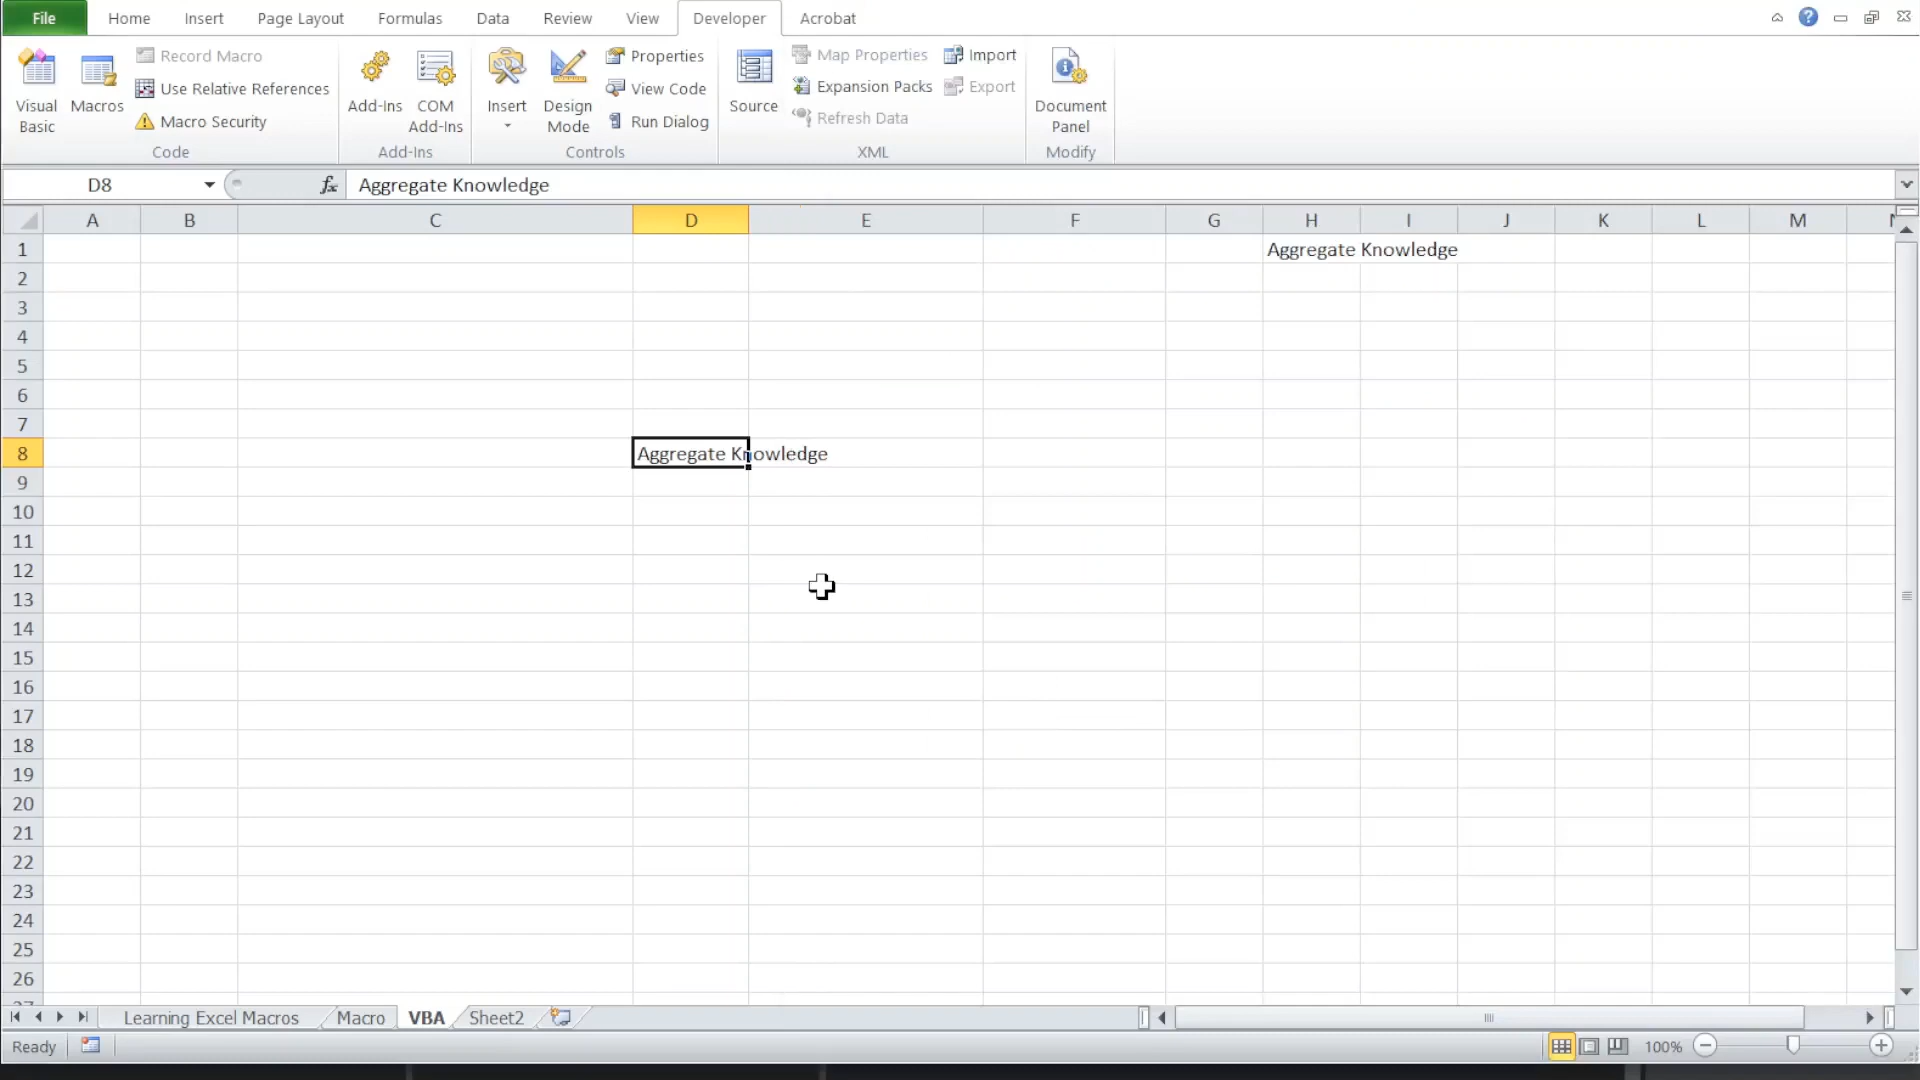 File Home Insert Page Layout Formulas Data Review View Developer Acrobat
Visual Basic
Macros
Record Macro
Use Relative References
Macro Security
Code
Add-Ins
COM Add-Ins
Add-Ins
Insert
Design Mode
Properties
View Code
Run Dialog
Controls
Source
Map Properties
Expansion Packs
Refresh Data
Import
Export
XML
Document Panel
Modify
D8 fx Aggregate Knowledge
A B C D E F G H I J K L M
1 Aggregate Knowledge
2
3
4
5
6
7
8 Aggregate Knowledge
9
10
11
12
13
14
15
16
17
18
19
20
21
22
23
24
25
26
Learning Excel Macros Macro VBA Sheet2
Ready 100%